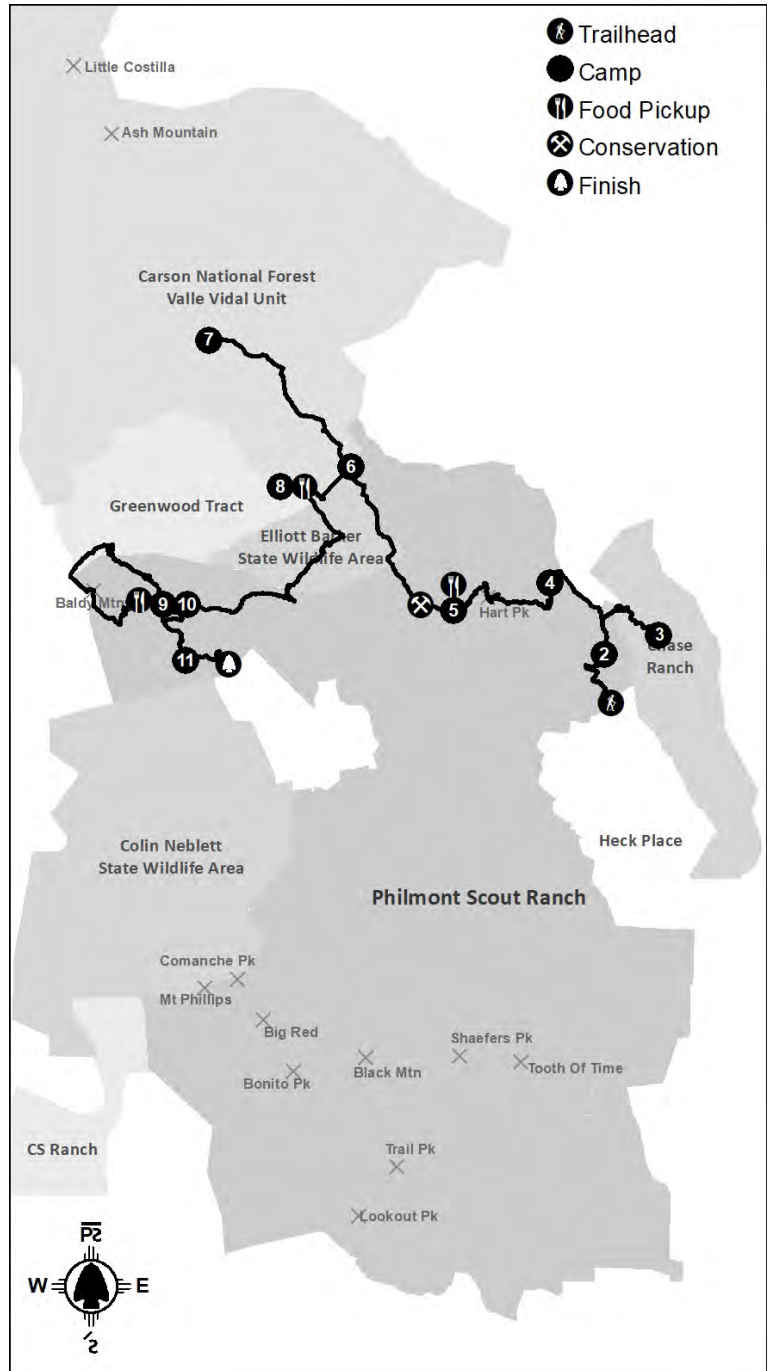 Little Costilla
Ash Mountain
Trailhead
Camp
Food Pickup
Conservation
Finish
Carson National Forest
Valle Vidal Unit
7
6
8
Greenwood Tract
Elliott Barker
State Wildlife Area
Baldy Mtn
9
10
11
5
4
Hart Pk
3
2
Chase
Ranch
Heck Place
Colin Neblett
State Wildlife Area
Philmont Scout Ranch
Comanche Pk
Mt Phillips
Big Red
Bonito Pk
Black Mtn
Shaefers Pk
Tooth Of Time
CS Ranch
Trail Pk
Lookout Pk
W
E